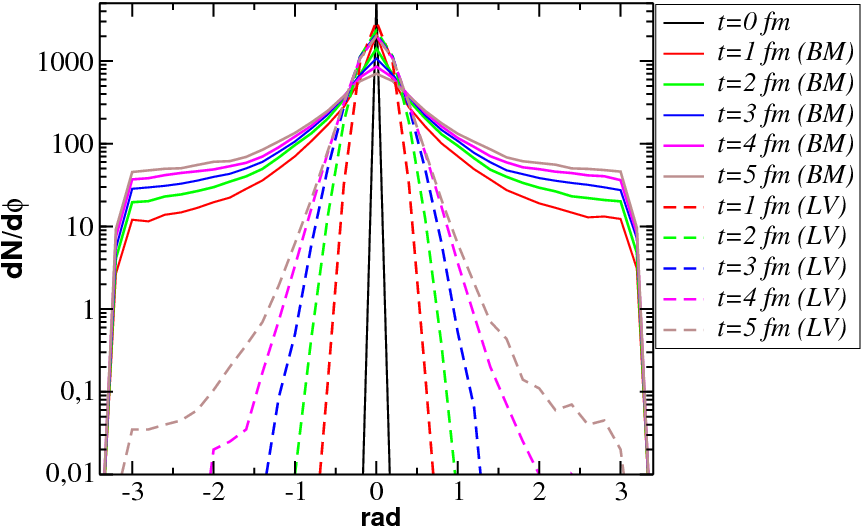 1000
100
10
1
0,1
0,01
dN/dϕ
-3 -2 -1 0 1 2 3
rad
t=0 fm
t=1 fm (BM)
t=2 fm (BM)
t=3 fm (BM)
t=4 fm (BM)
t=5 fm (BM)
t=1 fm (LV)
t=2 fm (LV)
t=3 fm (LV)
t=4 fm (LV)
t=5 fm (LV)